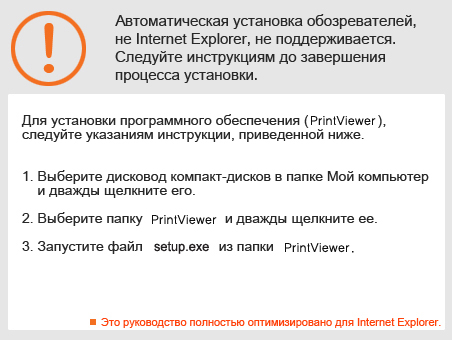 Автоматическая установка обозревателей,
не Internet Explorer, не поддерживается.
Следуйте инструкциям до завершения
процесса установки.
Для установки программного обеспечения (PrintViewer),
следуйте указаниям инструкции, приведенной ниже.
1. Выберите дисковод компакт-дисков в папке Мой компьютер
и дважды щелкните его.
2. Выберите папку PrintViewer и дважды щелкните ее.
3. Запустите файл setup.exe из папки PrintViewer.
Это руководство полностью оптимизировано для Internet Explorer.